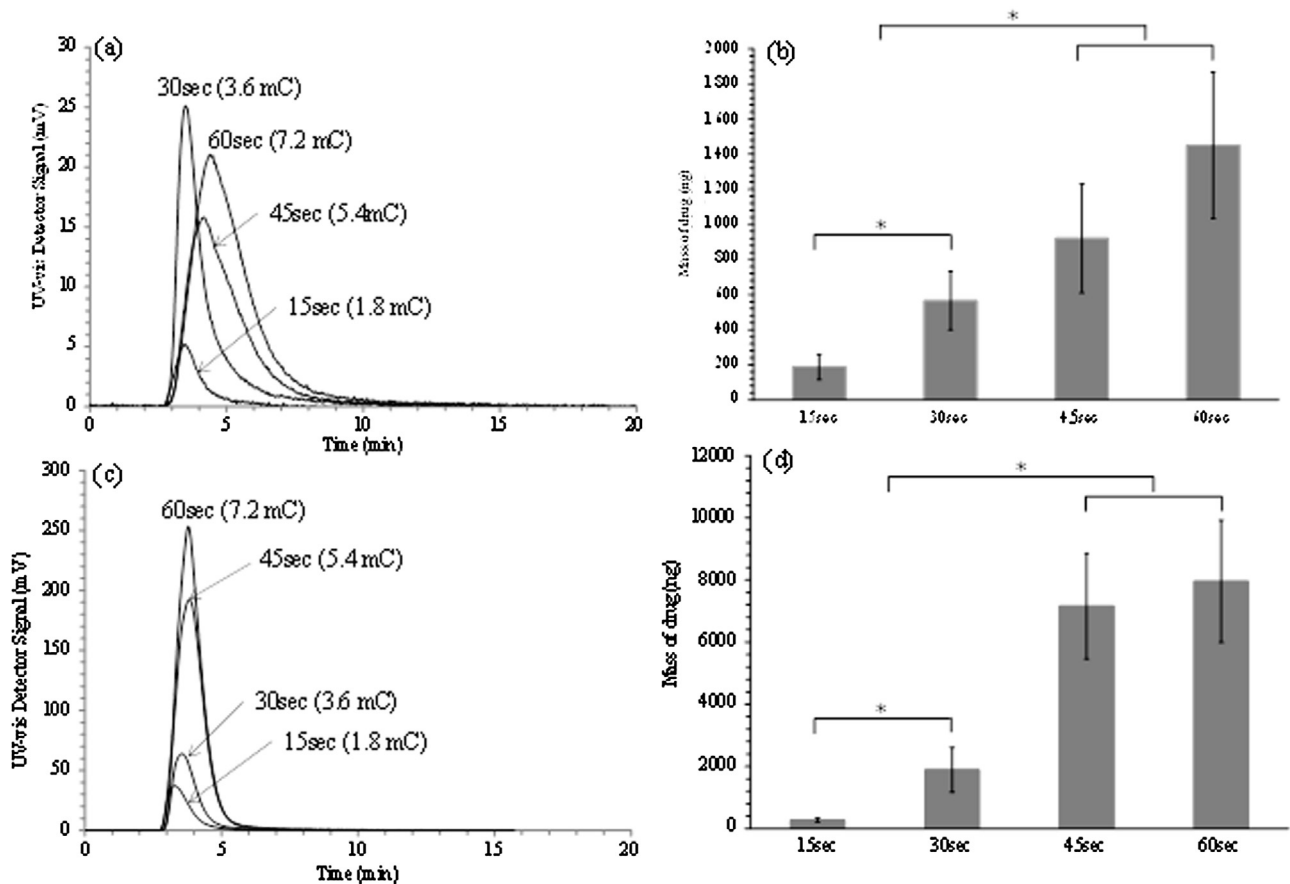 (a)
30
25
20
15
10
5
0
UV-vis Detector Signal (mV)
30sec (3.6 mC)
60sec (7.2 mC)
45sec (5.4mC)
15sec (1.8 mC)
0 5 10 15 20
Time (min)
(b)
*
*
2000
1800
1600
1400
1200
1000
800
600
400
200
0
Mass of drug (ng)
15sec 30sec 45sec 60sec
(c)
300
250
200
150
100
50
0
UV-vis Detector Signal (mV)
60sec (7.2 mC)
45sec (5.4 mC)
30sec (3.6 mC)
15sec (1.8 mC)
0 5 10 15 20
Time (min)
(d)
*
*
12000
10000
8000
6000
4000
2000
0
Mass of drug(ng)
15sec 30sec 45sec 60sec